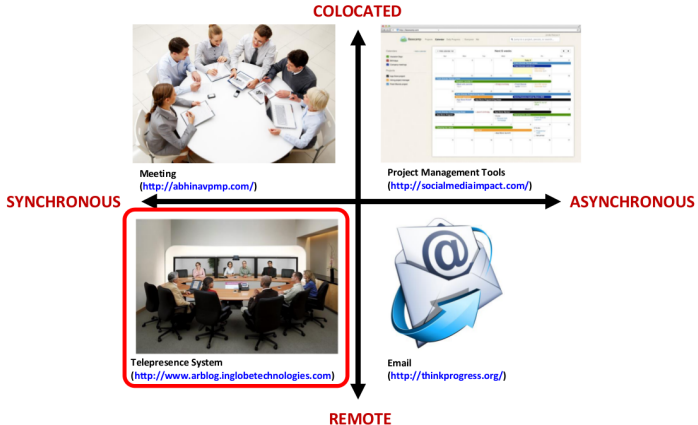 COLOCATED
Meeting
(http://abhinavpmp.com/)
Project Management Tools
(http://socialmediaimpact.com/)
SYNCHRONOUS
ASYNCHRONOUS
Telepresence System
(http://www.arblog.inglobetechnologies.com)
Email
(http://thinkprogress.org/)
REMOTE